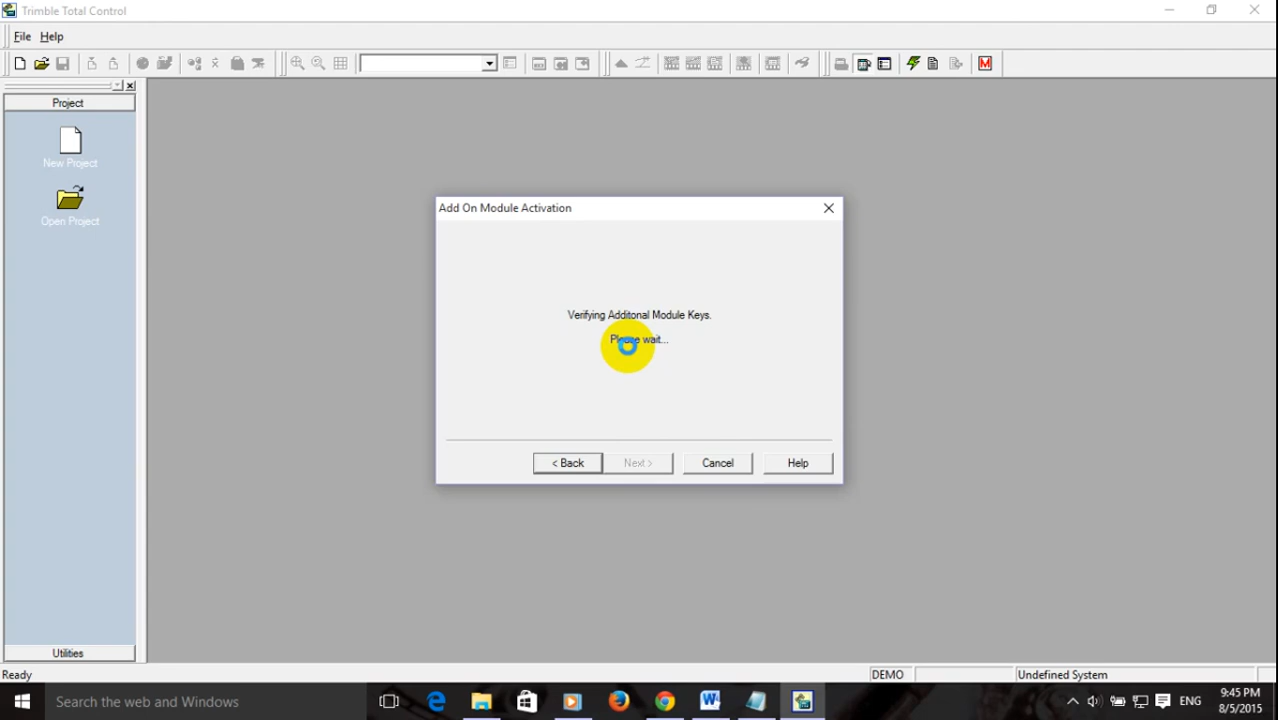 Trimble Total Control
File Help
Project
New Project
Open Project
Add On Module Activation
Verifying Additonal Module Keys.
Please wait...
< Back Next > Cancel Help
Utilities
Ready DEMO Undefined System
Search the web and Windows
ENG
9:45 PM
8/5/2015